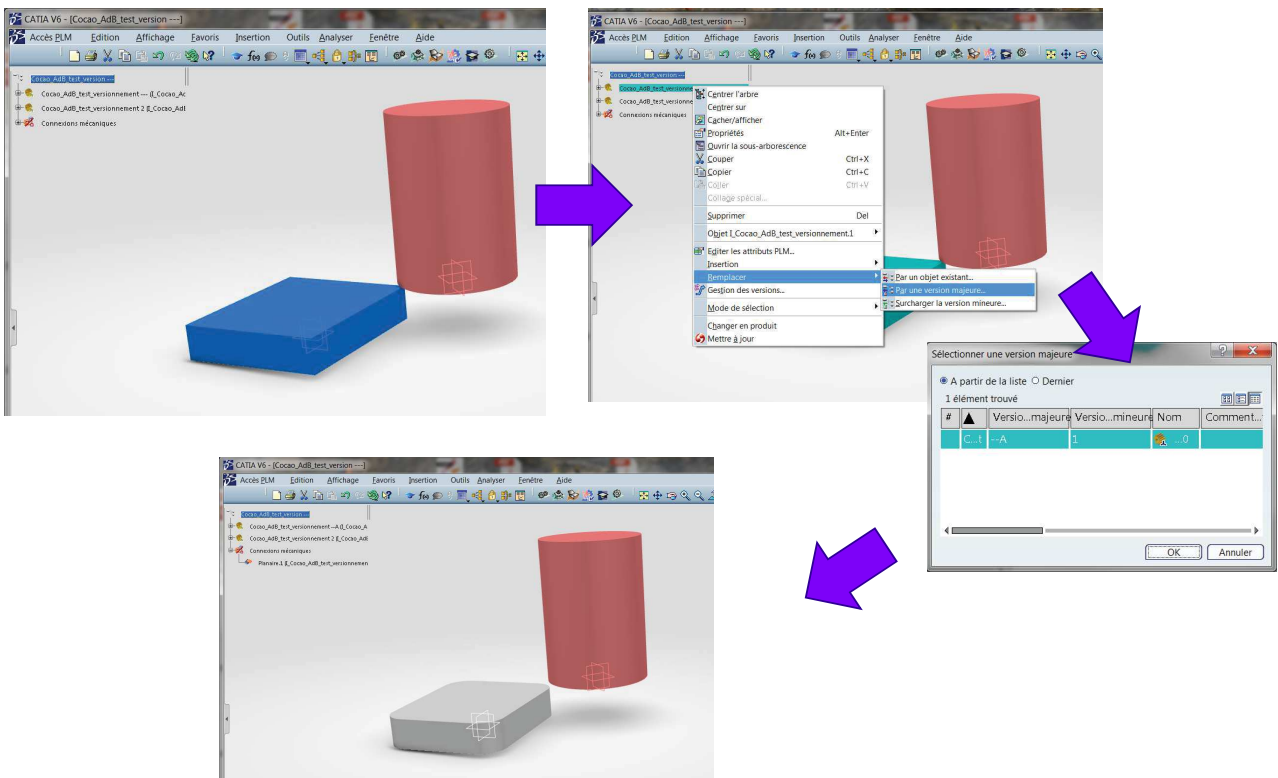 CATIA V6 - [Cocao_AdB_test_version ---]
Accès PLM Edition Affichage Favoris Insertion Outils Analyser Fenêtre Aide
Cocao_AdB_test_version ---
Cocao_AdB_test_versionnement --- (I_Cocao_Ac
Cocao_AdB_test_versionnement 2 (I_Cocao_AdB
Connexions mécaniques
CATIA V6 - [Cocao_AdB_test_version ---]
Accès PLM Edition Affichage Favoris Insertion Outils Analyser Fenêtre Aide
Cocao_AdB_test_version ---
Cocao_AdB_test_versionne
Cocao_AdB_test_versionne
Connexions mécaniques
Centrer l'arbre
Centrer sur
Cacher/afficher
Propriétés Alt+Enter
Ouvrir la sous-arborescence
Couper Ctrl+X
Copier Ctrl+C
Coller Ctrl+V
Collage spécial...
Supprimer Del
Objet I_Cocao_AdB_test_versionnement.1
Editer les attributs PLM...
Insertion
Remplacer
Gestion des versions...
Mode de sélection
Changer en produit
Mettre à jour
Par un objet existant...
Par une version majeure...
Surcharger la version mineure...
Sélectionner une version majeure
A partir de la liste Dernier
1 élément trouvé
# Versio...majeure Versio...mineure Nom Comment...
C...t --A 1 ...0
OK Annuler
CATIA V6 - [Cocao_AdB_test_version ---]
Accès PLM Edition Affichage Favoris Insertion Outils Analyser Fenêtre Aide
Cocao_AdB_test_version ---
Cocao_AdB_test_versionnement --A (I_Cocao_A
Cocao_AdB_test_versionnement 2 (I_Cocao_AdB
Connexions mécaniques
Planaire.1 (I_Cocao_AdB_test_versionnemen